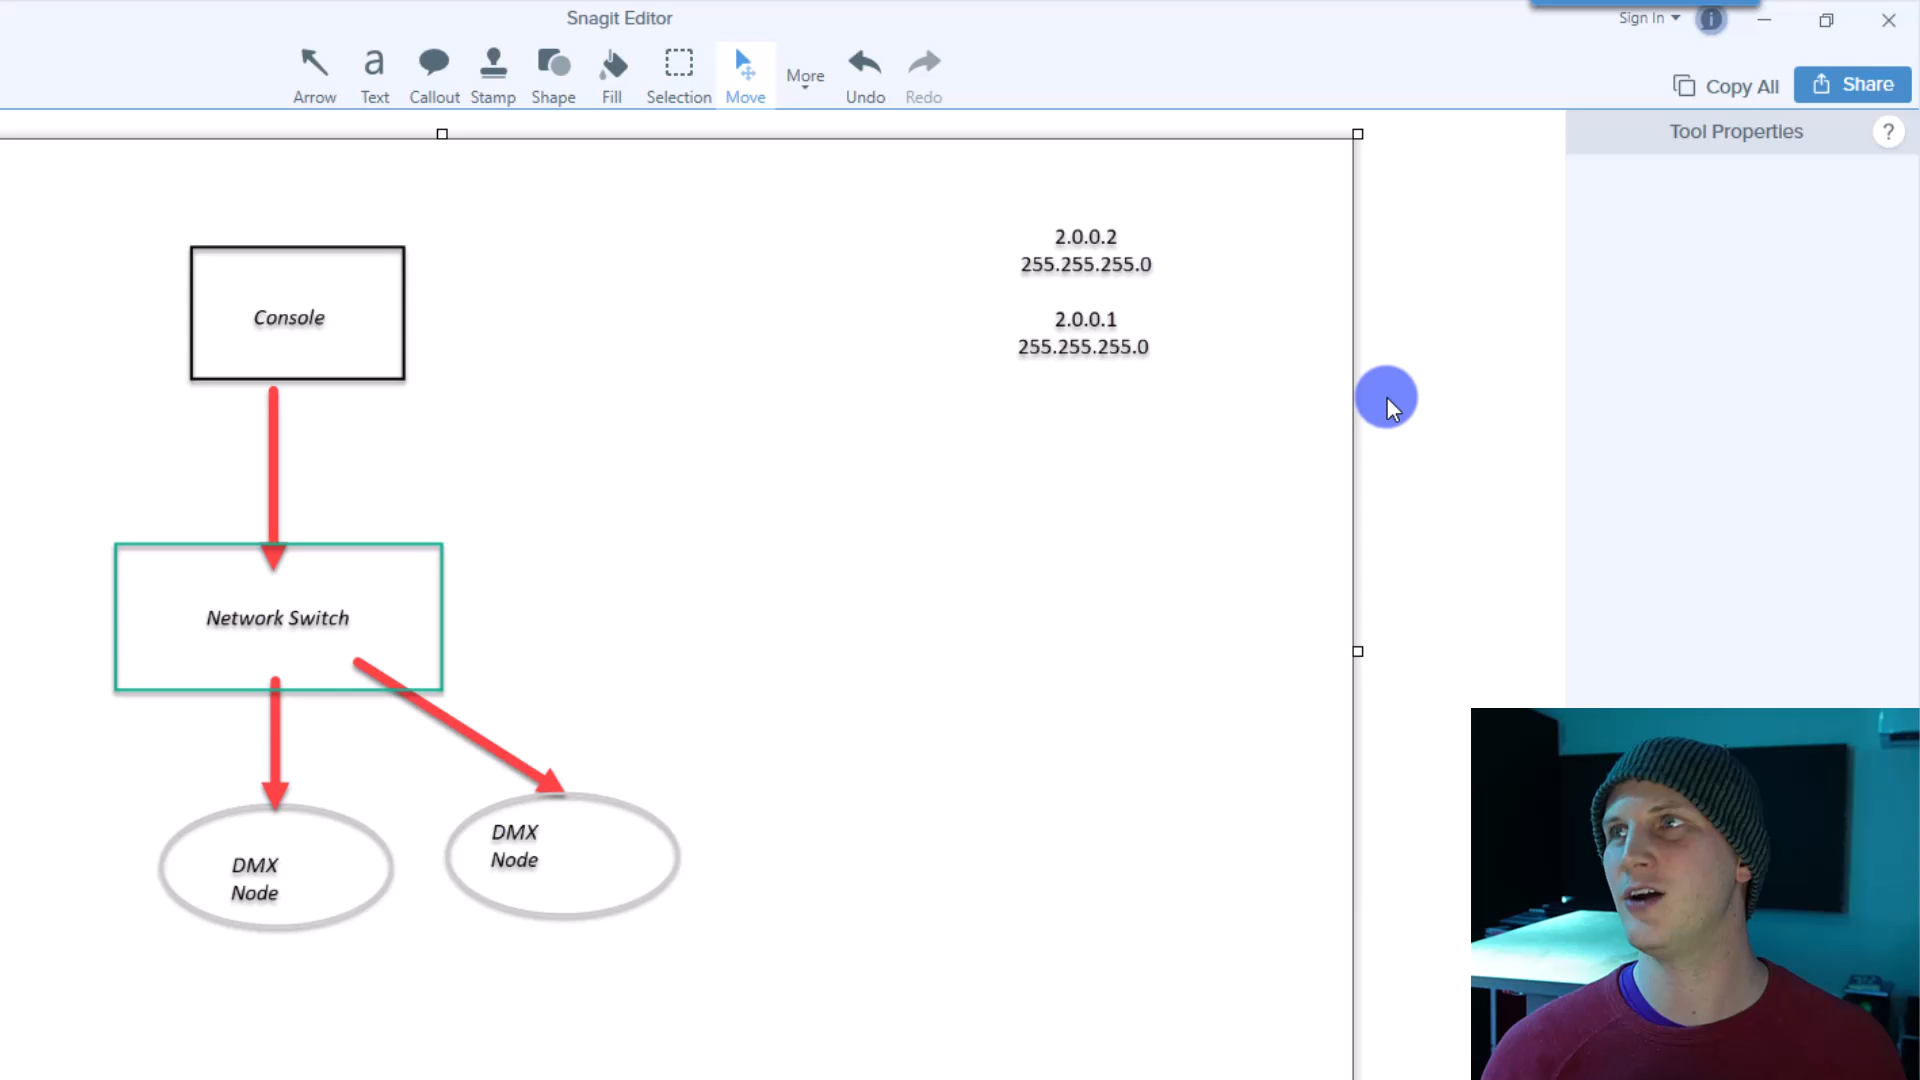 Snagit Editor
Sign In
Arrow
Text
Callout
Stamp
Shape
Fill
Selection
Move
More
Undo
Redo
Copy All
Share
Tool Properties
?
2.0.0.2
255.255.255.0
2.0.0.1
255.255.255.0
Console
Network Switch
DMX
Node
DMX
Node